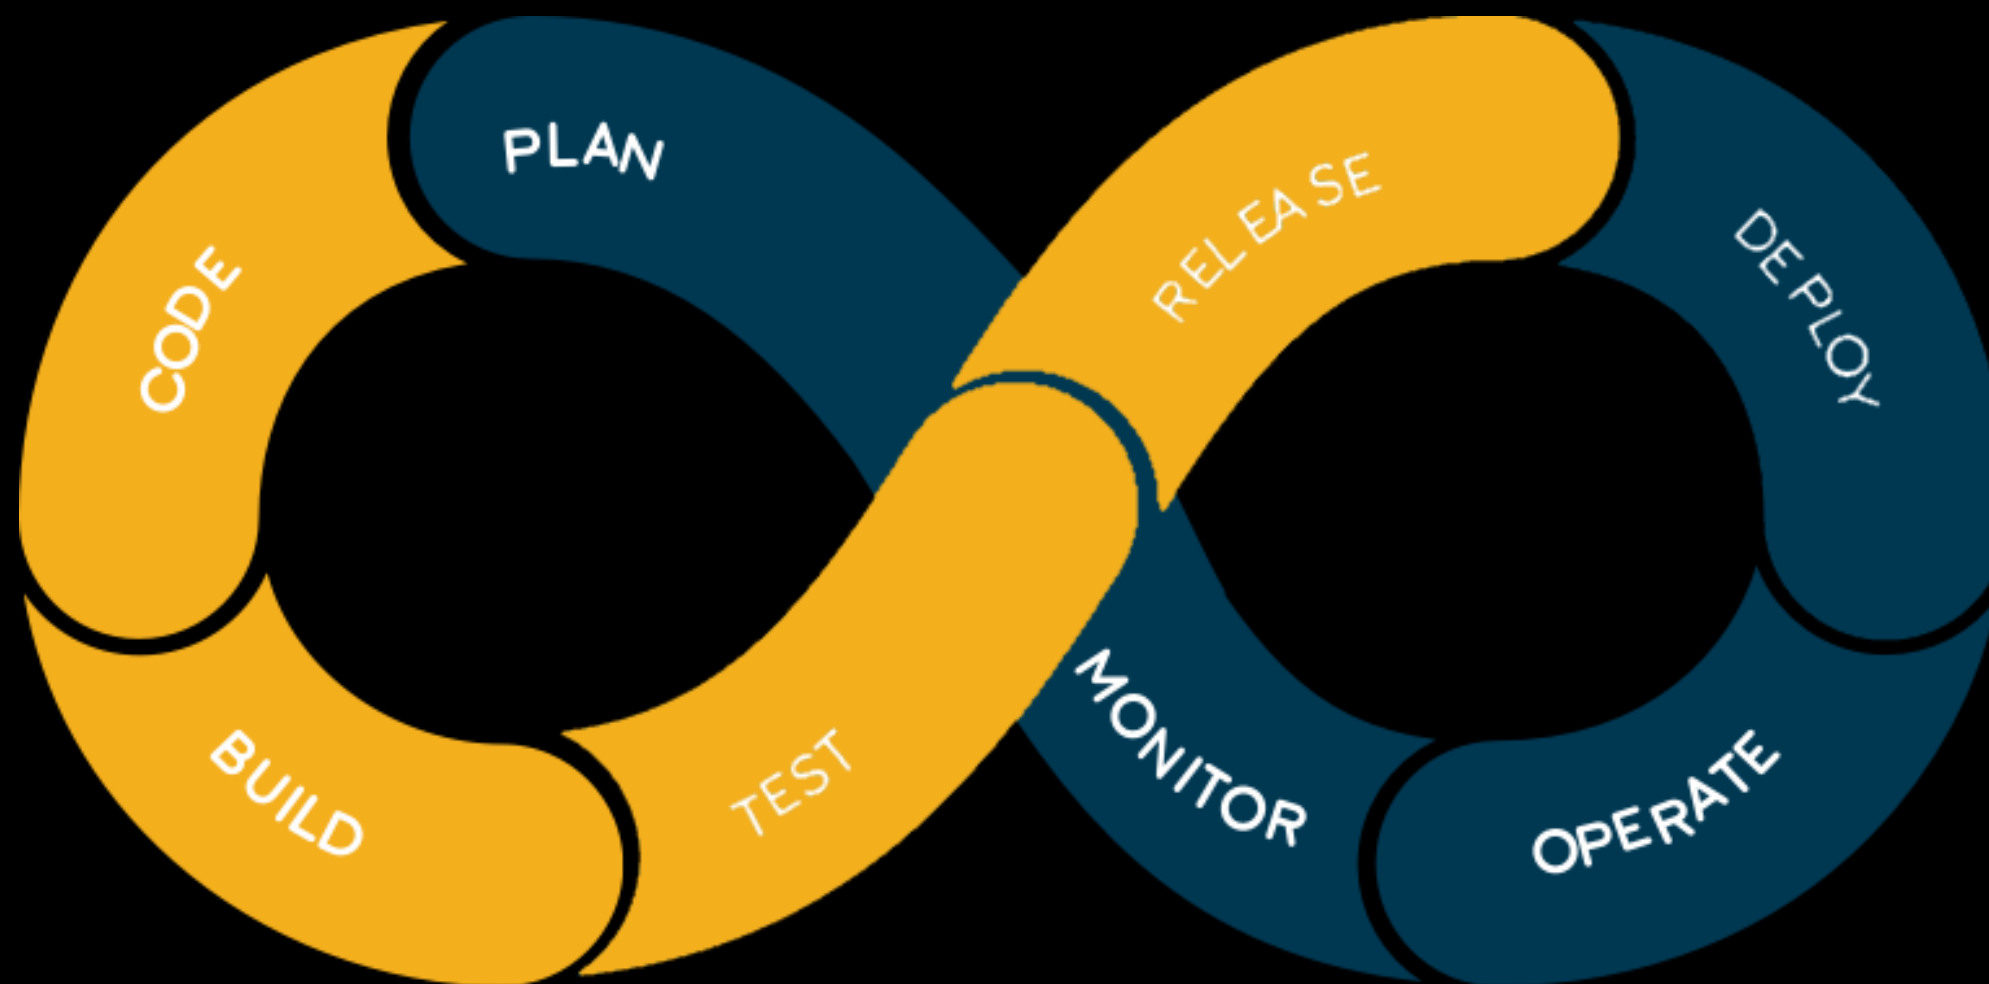 PLAN
CODE
BUILD
TEST
RELEASE
DEPLOY
OPERATE
MONITOR